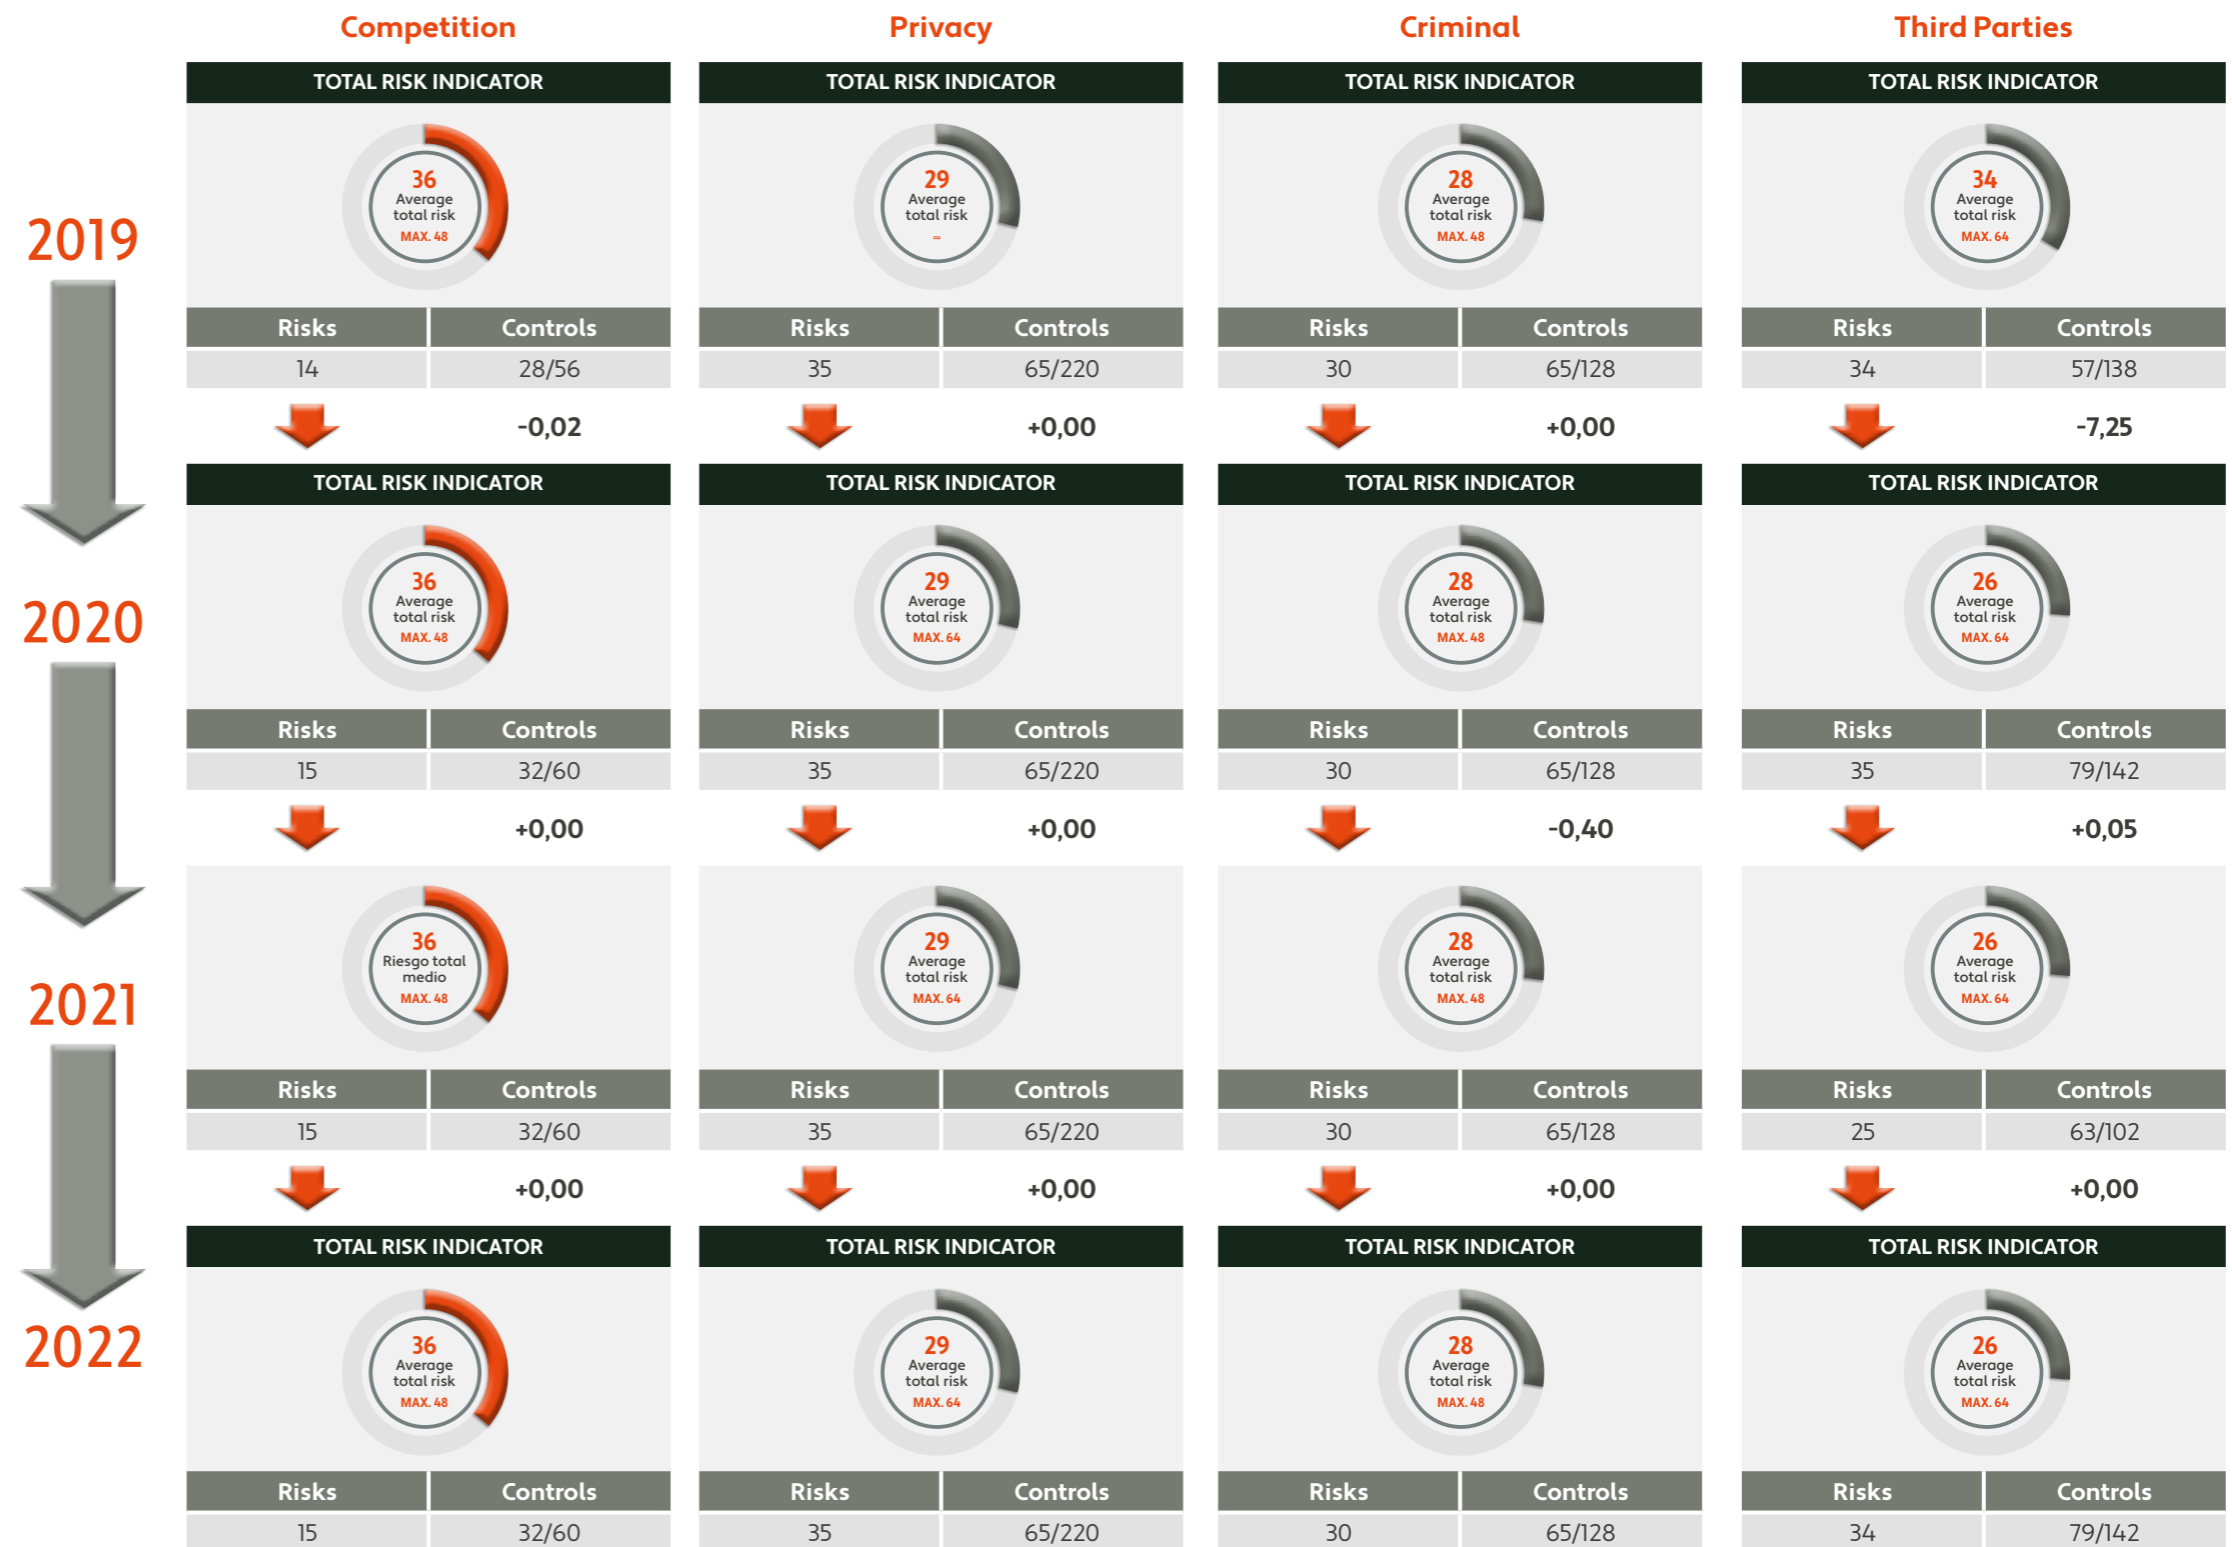 Competition Privacy Criminal Third Parties
TOTAL RISK INDICATOR TOTAL RISK INDICATOR TOTAL RISK INDICATOR TOTAL RISK INDICATOR
36 29 28 34
Average Average Average Average
total risk total risk total risk total risk
MAX. 48 ~ MAX. 48 MAX. 64
2019
Risks Controls Risks Controls Risks Controls Risks Controls
14 28/56 35 65/220 30 65/128 34 57/138
-0,02 +0,00 +0,00 -7,25
TOTAL RISK INDICATOR TOTAL RISK INDICATOR TOTAL RISK INDICATOR TOTAL RISK INDICATOR
36 29 28 26
Average Average Average Average
total risk total risk total risk total risk
MAX. 48 MAX. 64 MAX. 48 MAX. 64
2020
Risks Controls Risks Controls Risks Controls Risks Controls
15 32/60 35 65/220 30 65/128 35 79/142
+0,00 +0,00 -0,40 +0,05
36 29 28 26
Riesgo total Average Average Average
medio total risk total risk total risk
MAX. 48 MAX. 64 MAX. 48 MAX. 64
2021
Risks Controls Risks Controls Risks Controls Risks Controls
15 32/60 35 65/220 30 65/128 25 63/102
+0,00 +0,00 +0,00 +0,00
TOTAL RISK INDICATOR TOTAL RISK INDICATOR TOTAL RISK INDICATOR TOTAL RISK INDICATOR
2022
36 29 28 26
Average Average Average Average
total risk total risk total risk total risk
MAX. 48 MAX. 64 MAX. 48 MAX. 64
Risks Controls Risks Controls Risks Controls Risks Controls
15 32/60 35 65/220 30 65/128 34 79/142